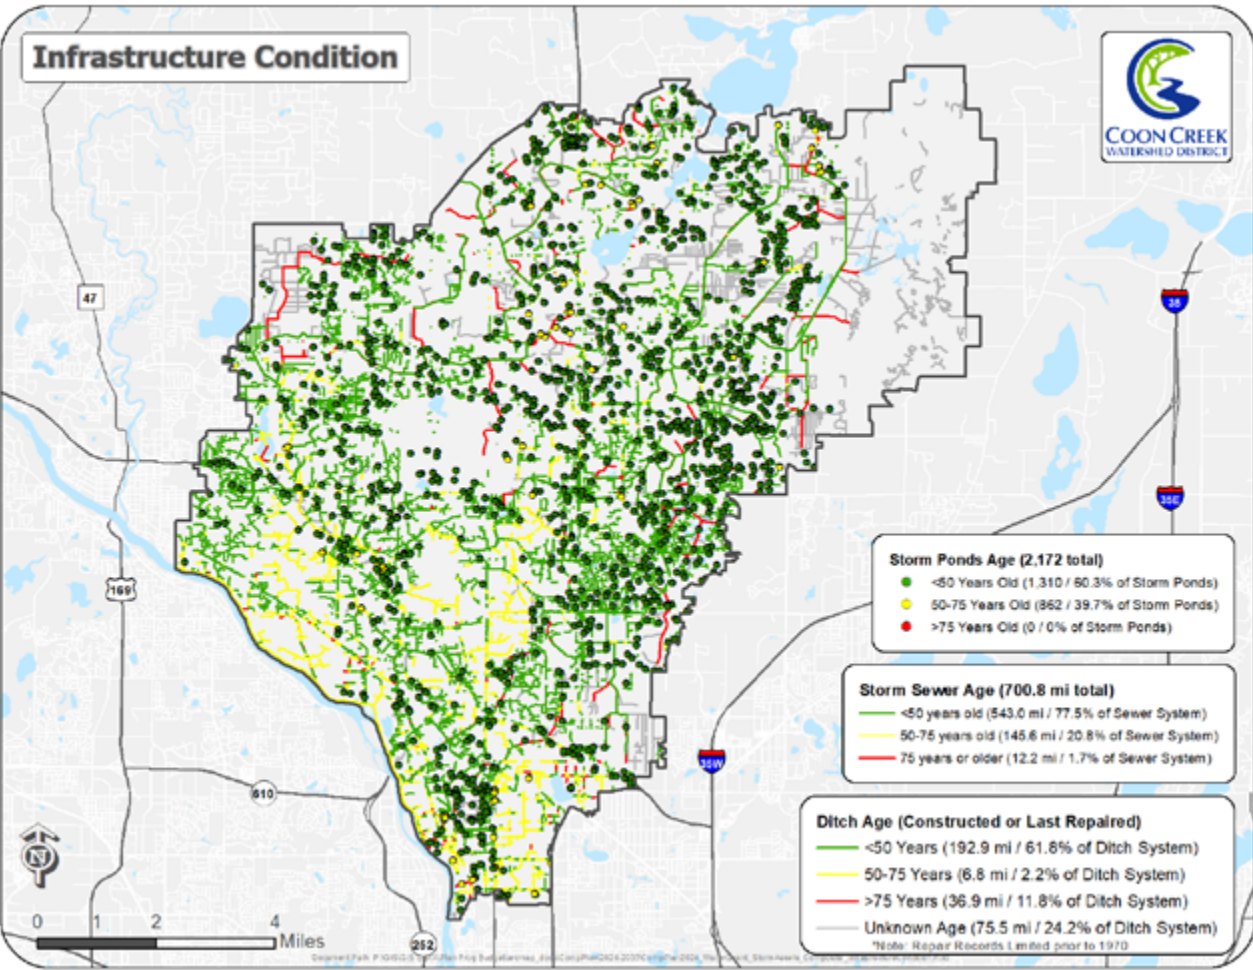 Infrastructure Condition
COON CREEK
WATERSHED DISTRICT
47
35
35E
169
Storm Ponds Age (2,172 total)
<50 Years Old (1,310 / 60.3% of Storm Ponds)
50-75 Years Old (862 / 39.7% of Storm Ponds)
>75 Years Old (0 / 0% of Storm Ponds)
Storm Sewer Age (700.8 mi total)
<50 years old (543.0 mi / 77.5% of Sewer System)
50-75 years old (145.6 mi / 20.8% of Sewer System)
75 years or older (12.2 mi / 1.7% of Sewer System)
35W
610
Ditch Age (Constructed or Last Repaired)
<50 Years (192.9 mi / 61.8% of Ditch System)
50-75 Years (6.8 mi / 2.2% of Ditch System)
>75 Years (36.9 mi / 11.8% of Ditch System)
Unknown Age (75.5 mi / 24.2% of Ditch System)
*Note: Repair Records Limited prior to 1970
N
0 1 2 4
Miles
252